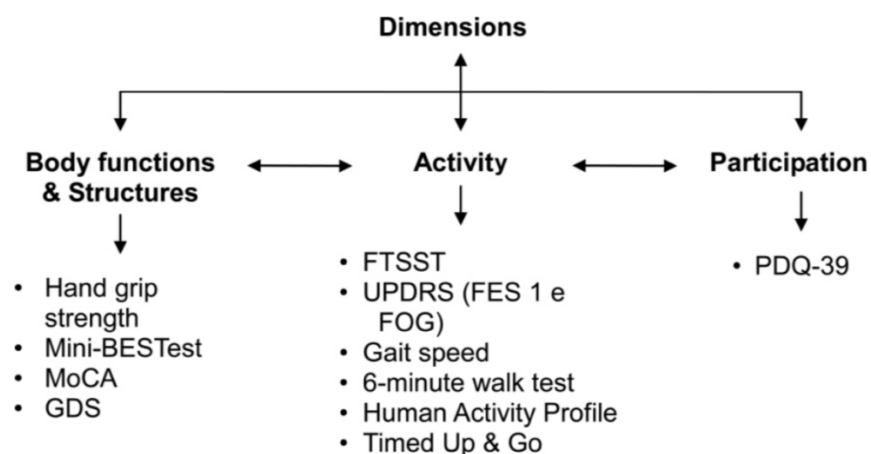 Dimensions
Body functions
& Structures
Activity
Participation
• Hand grip
strength
• Mini-BESTest
• MoCA
• GDS
• FTSST
• UPDRS (FES 1 e
FOG)
• Gait speed
• 6-minute walk test
• Human Activity Profile
• Timed Up & Go
• PDQ-39